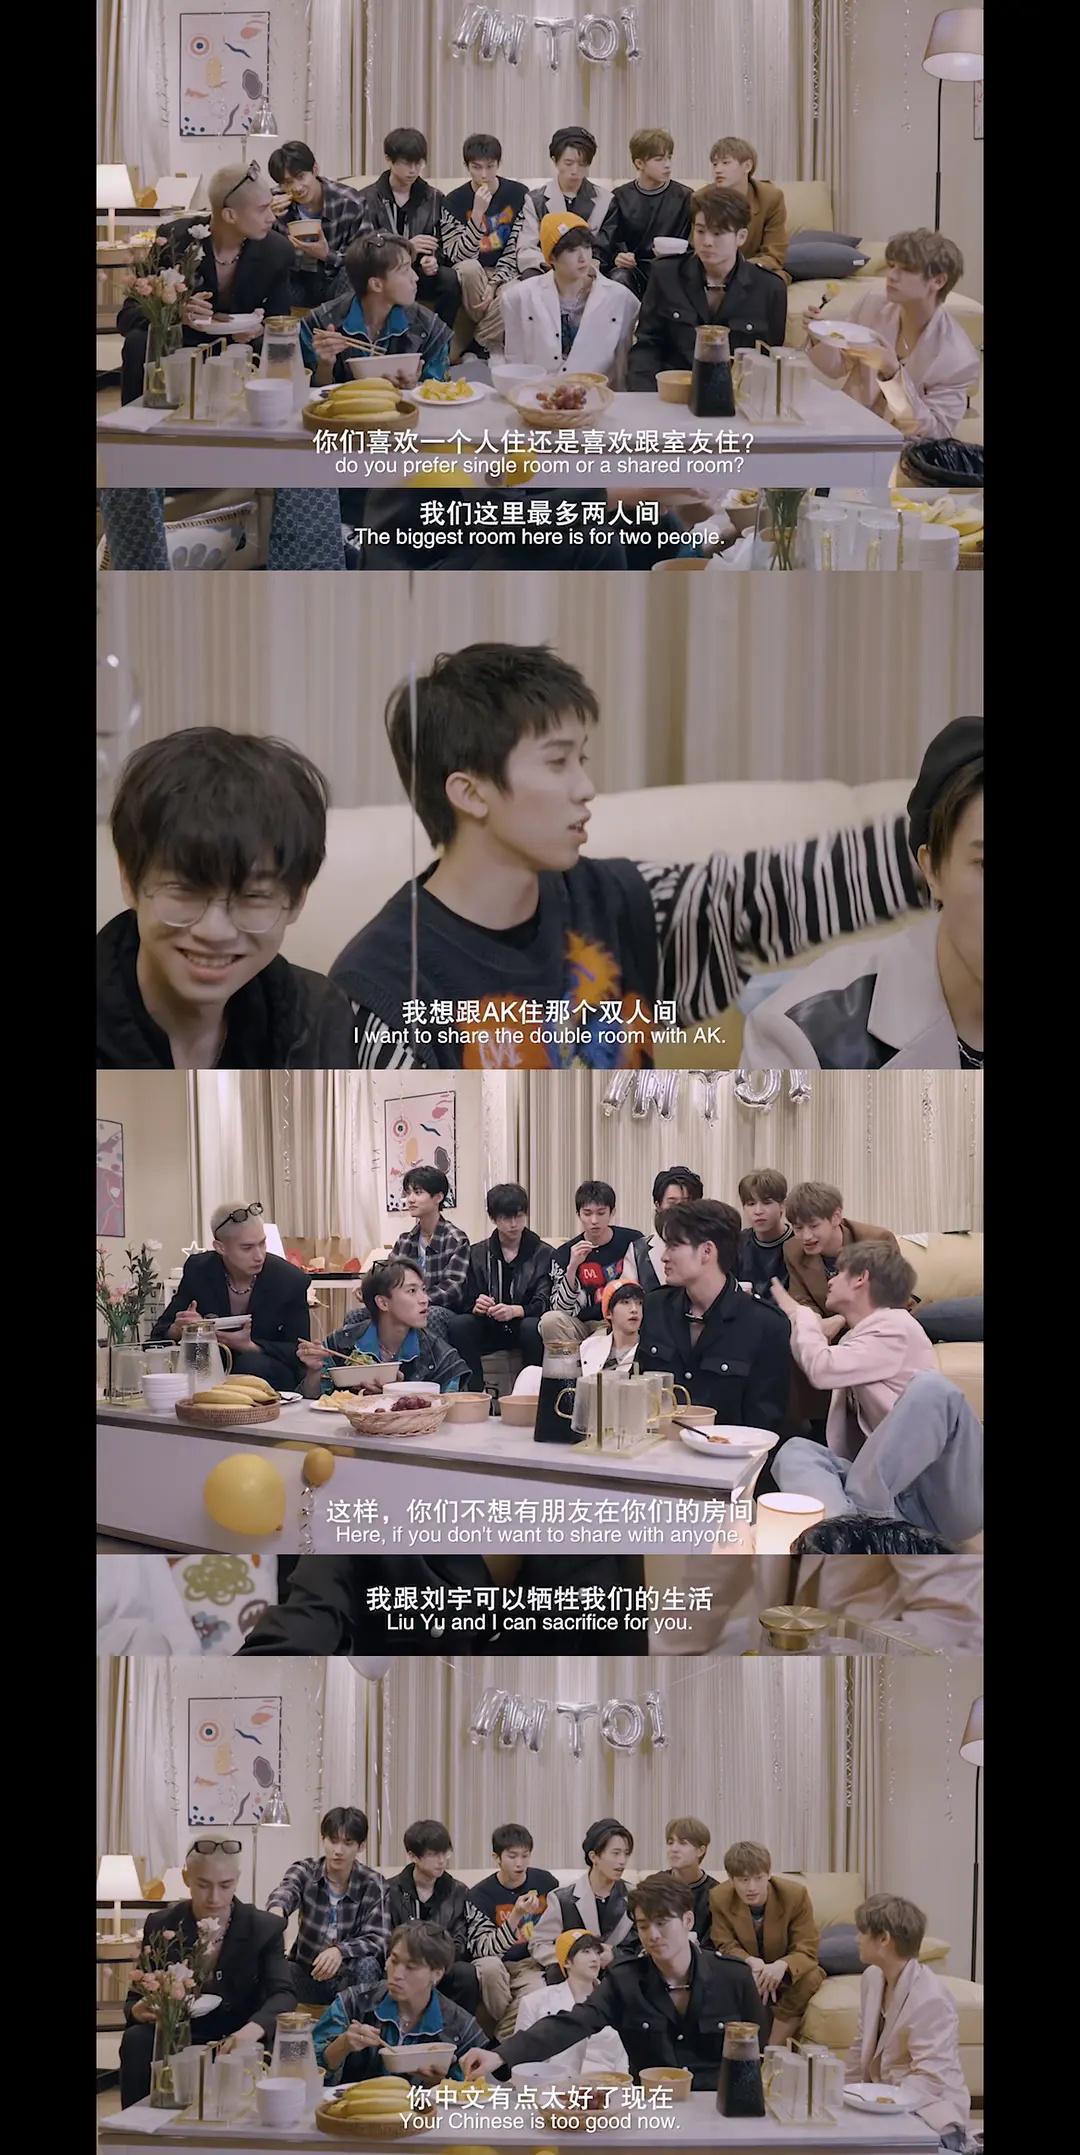 INTO1
你们喜欢一个人住还是喜欢跟室友住?
do you prefer single room or a shared room?
我们这里最多两人间
The biggest room here is for two people.
我想跟AK住那个双人间
I want to share the double room with AK.
INTO1
这样，你们不想有朋友在你们的房间
Here, if you don't want to share with anyone,
我跟刘宇可以牺牲我们的生活
Liu Yu and I can sacrifice for you.
INTO1
你中文有点太好了现在
Your Chinese is too good now.